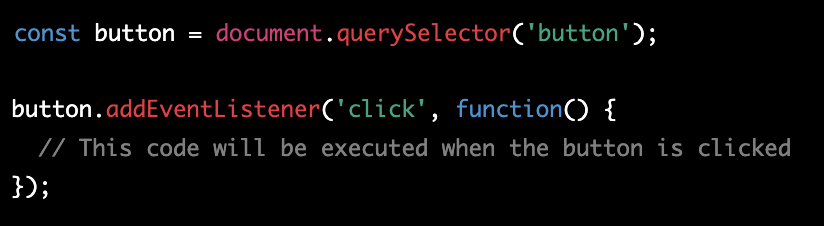 const button = document.querySelector('button');
button.addEventListener('click', function() {
// This code will be executed when the button is clicked
});